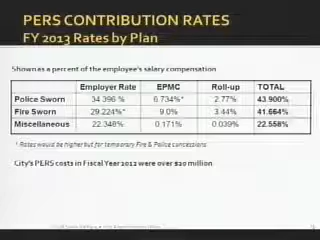 PERS CONTRIBUTION RATES
FY 2013 Rates by Plan
Shown as a percent of the employee's salary compensation
Employer Rate EPMC Roll-up TOTAL
Police Sworn 34.396 % 6.734%* 2.77% 43.900%
Fire Sworn 29.224%* 9.0% 3.44% 41.664%
Miscellaneous 22.348% 0.171% 0.039% 22.558%
* Rates would be higher but for temporary Fire & Police concessions
City's PERS costs in Fiscal Year 2012 were over $20 million